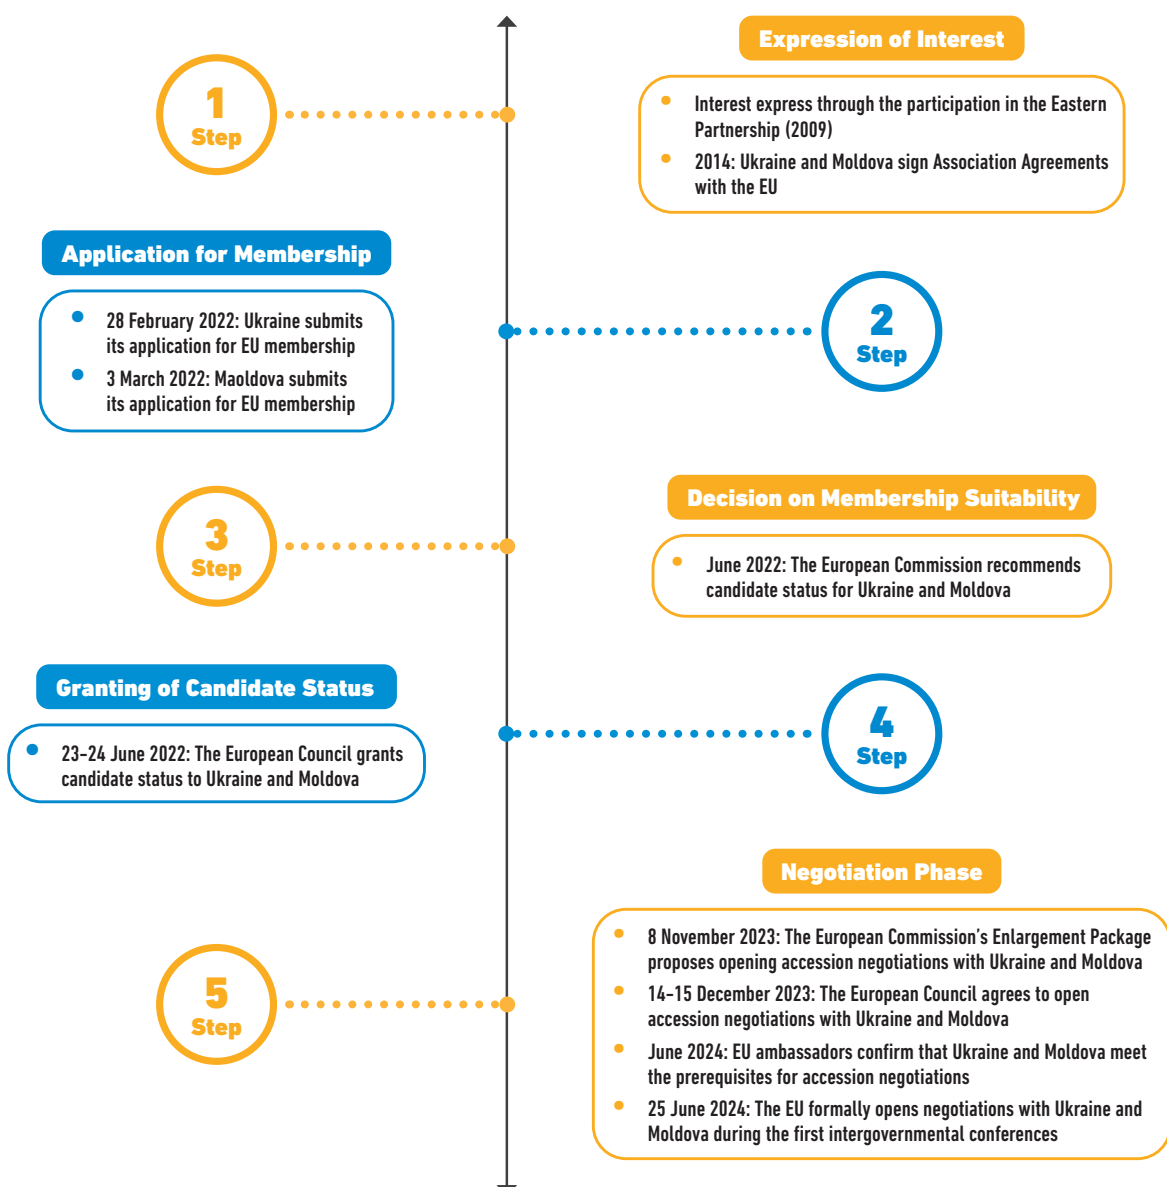 1
Step
Expression of Interest
• Interest express through the participation in the Eastern
Partnership (2009)
• 2014: Ukraine and Moldova sign Association Agreements
with the EU
Application for Membership
• 28 February 2022: Ukraine submits
its application for EU membership
• 3 March 2022: Maoldova submits
its application for EU membership
2
Step
3
Step
Decision on Membership Suitability
• June 2022: The European Commission recommends
candidate status for Ukraine and Moldova
Granting of Candidate Status
• 23-24 June 2022: The European Council grants
candidate status to Ukraine and Moldova
4
Step
5
Step
Negotiation Phase
• 8 November 2023: The European Commission’s Enlargement Package
proposes opening accession negotiations with Ukraine and Moldova
• 14-15 December 2023: The European Council agrees to open
accession negotiations with Ukraine and Moldova
• June 2024: EU ambassadors confirm that Ukraine and Moldova meet
the prerequisites for accession negotiations
• 25 June 2024: The EU formally opens negotiations with Ukraine and
Moldova during the first intergovernmental conferences